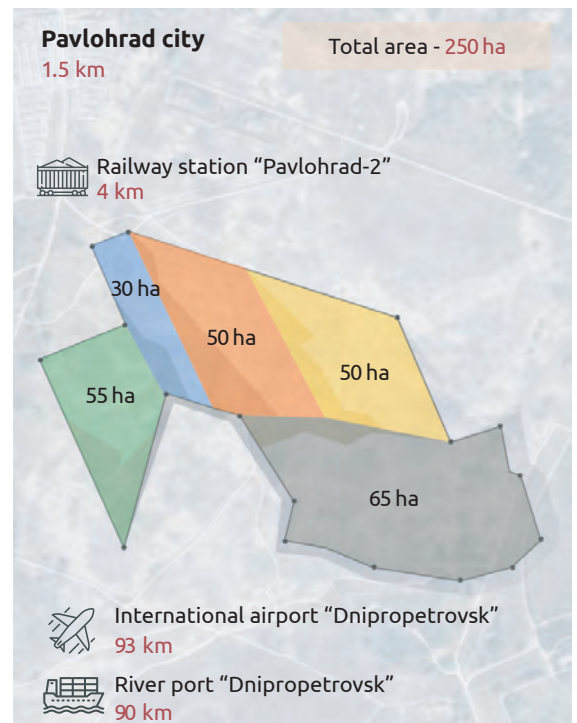 Pavlohrad city
1.5 km
Total area - 250 ha
Railway station “Pavlohrad-2”
4 km
30 ha
50 ha
50 ha
55 ha
65 ha
International airport “Dnipropetrovsk”
93 km
River port “Dnipropetrovsk”
90 km